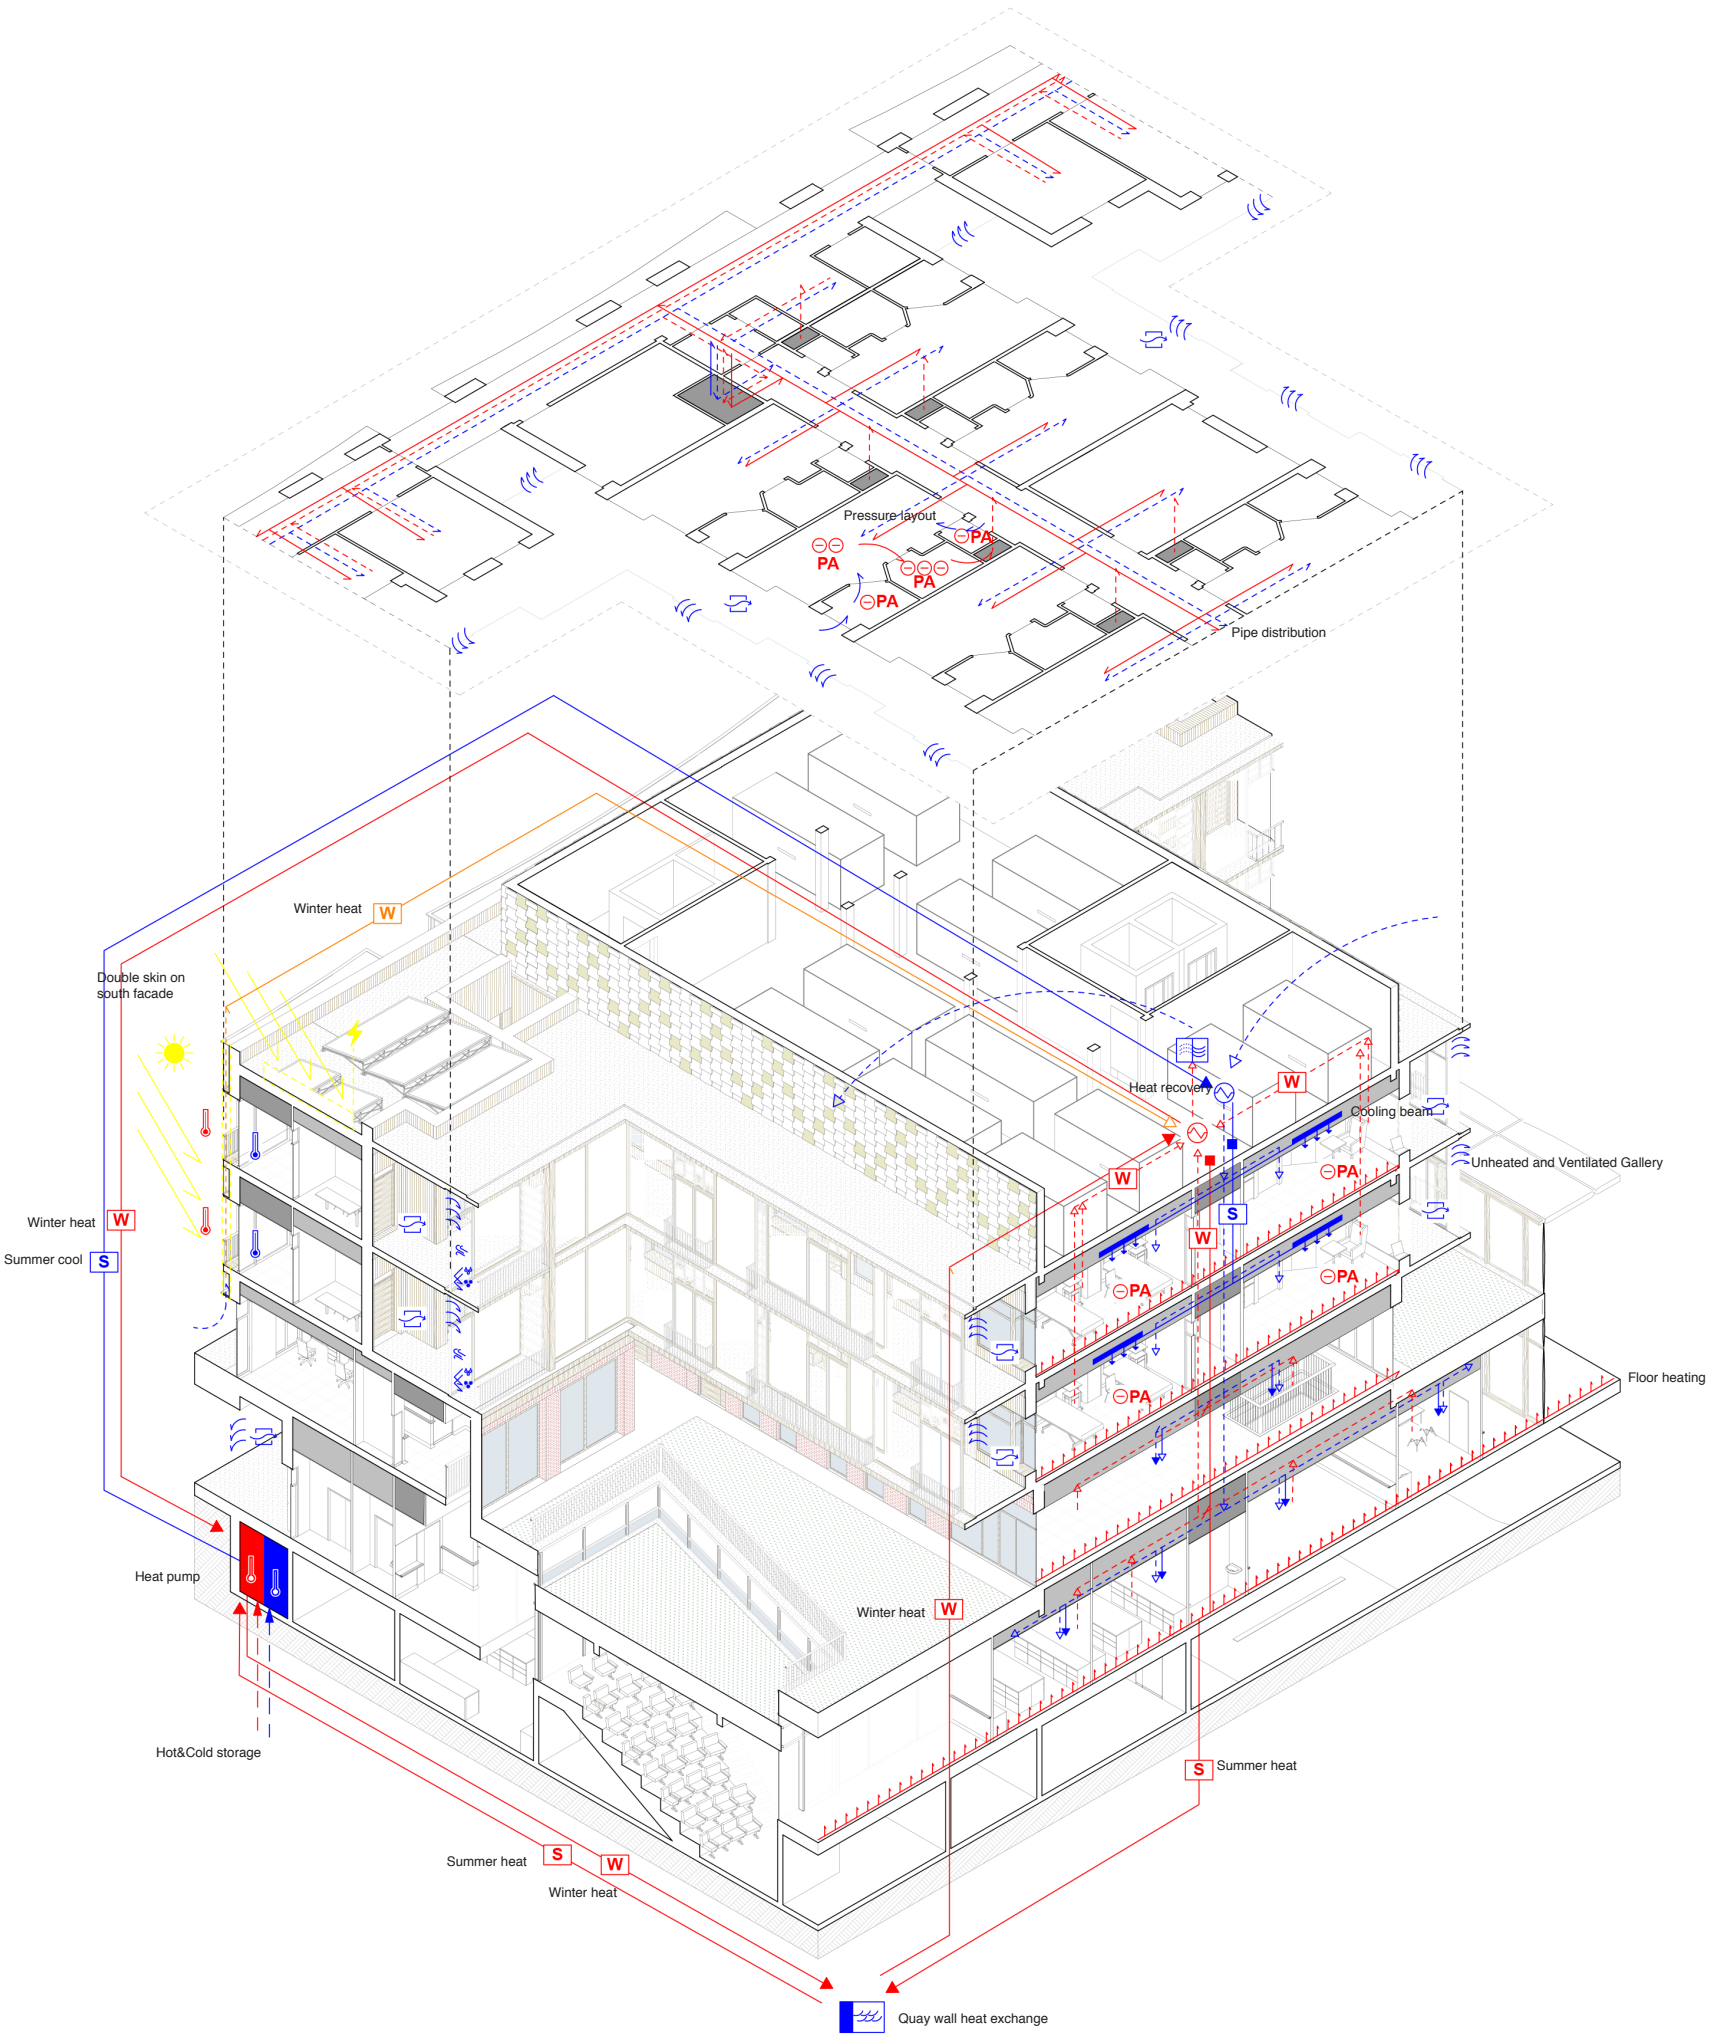 Pressure layout
⊖PA
⊖⊖
PA
⊖⊖⊖
PA
⊖PA
Pipe distribution
Winter heat
W
Double skin on
south facade
Heat recovery
W
Cooling beam
⊖PA
Unheated and Ventilated Gallery
W
Winter heat
W
S
W
Summer cool
S
⊖PA
⊖PA
⊖PA
Floor heating
Heat pump
Winter heat
W
Hot&Cold storage
S
Summer heat
Summer heat
S
W
Winter heat
Quay wall heat exchange